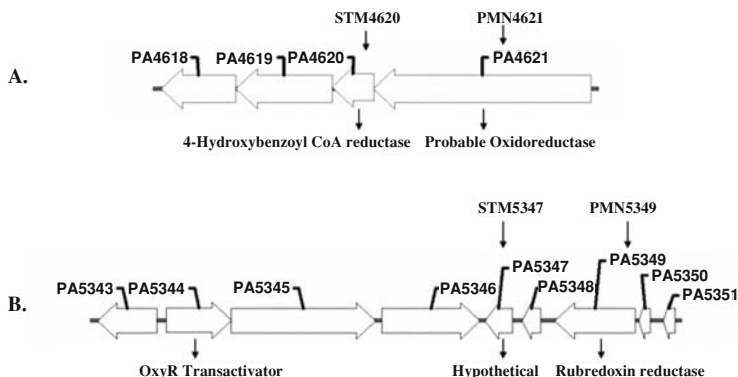 STM4620 PMN4621
A. PA4618 PA4619 PA4620 PA4621
4-Hydroxybenzoyl CoA reductase Probable Oxidoreductase
STM5347 PMN5349
B. PA5343 PA5344 PA5345 PA5346 PA5347 PA5348 PA5349 PA5350 PA5351
OxyR Transactivator Hypothetical Rubredoxin reductase